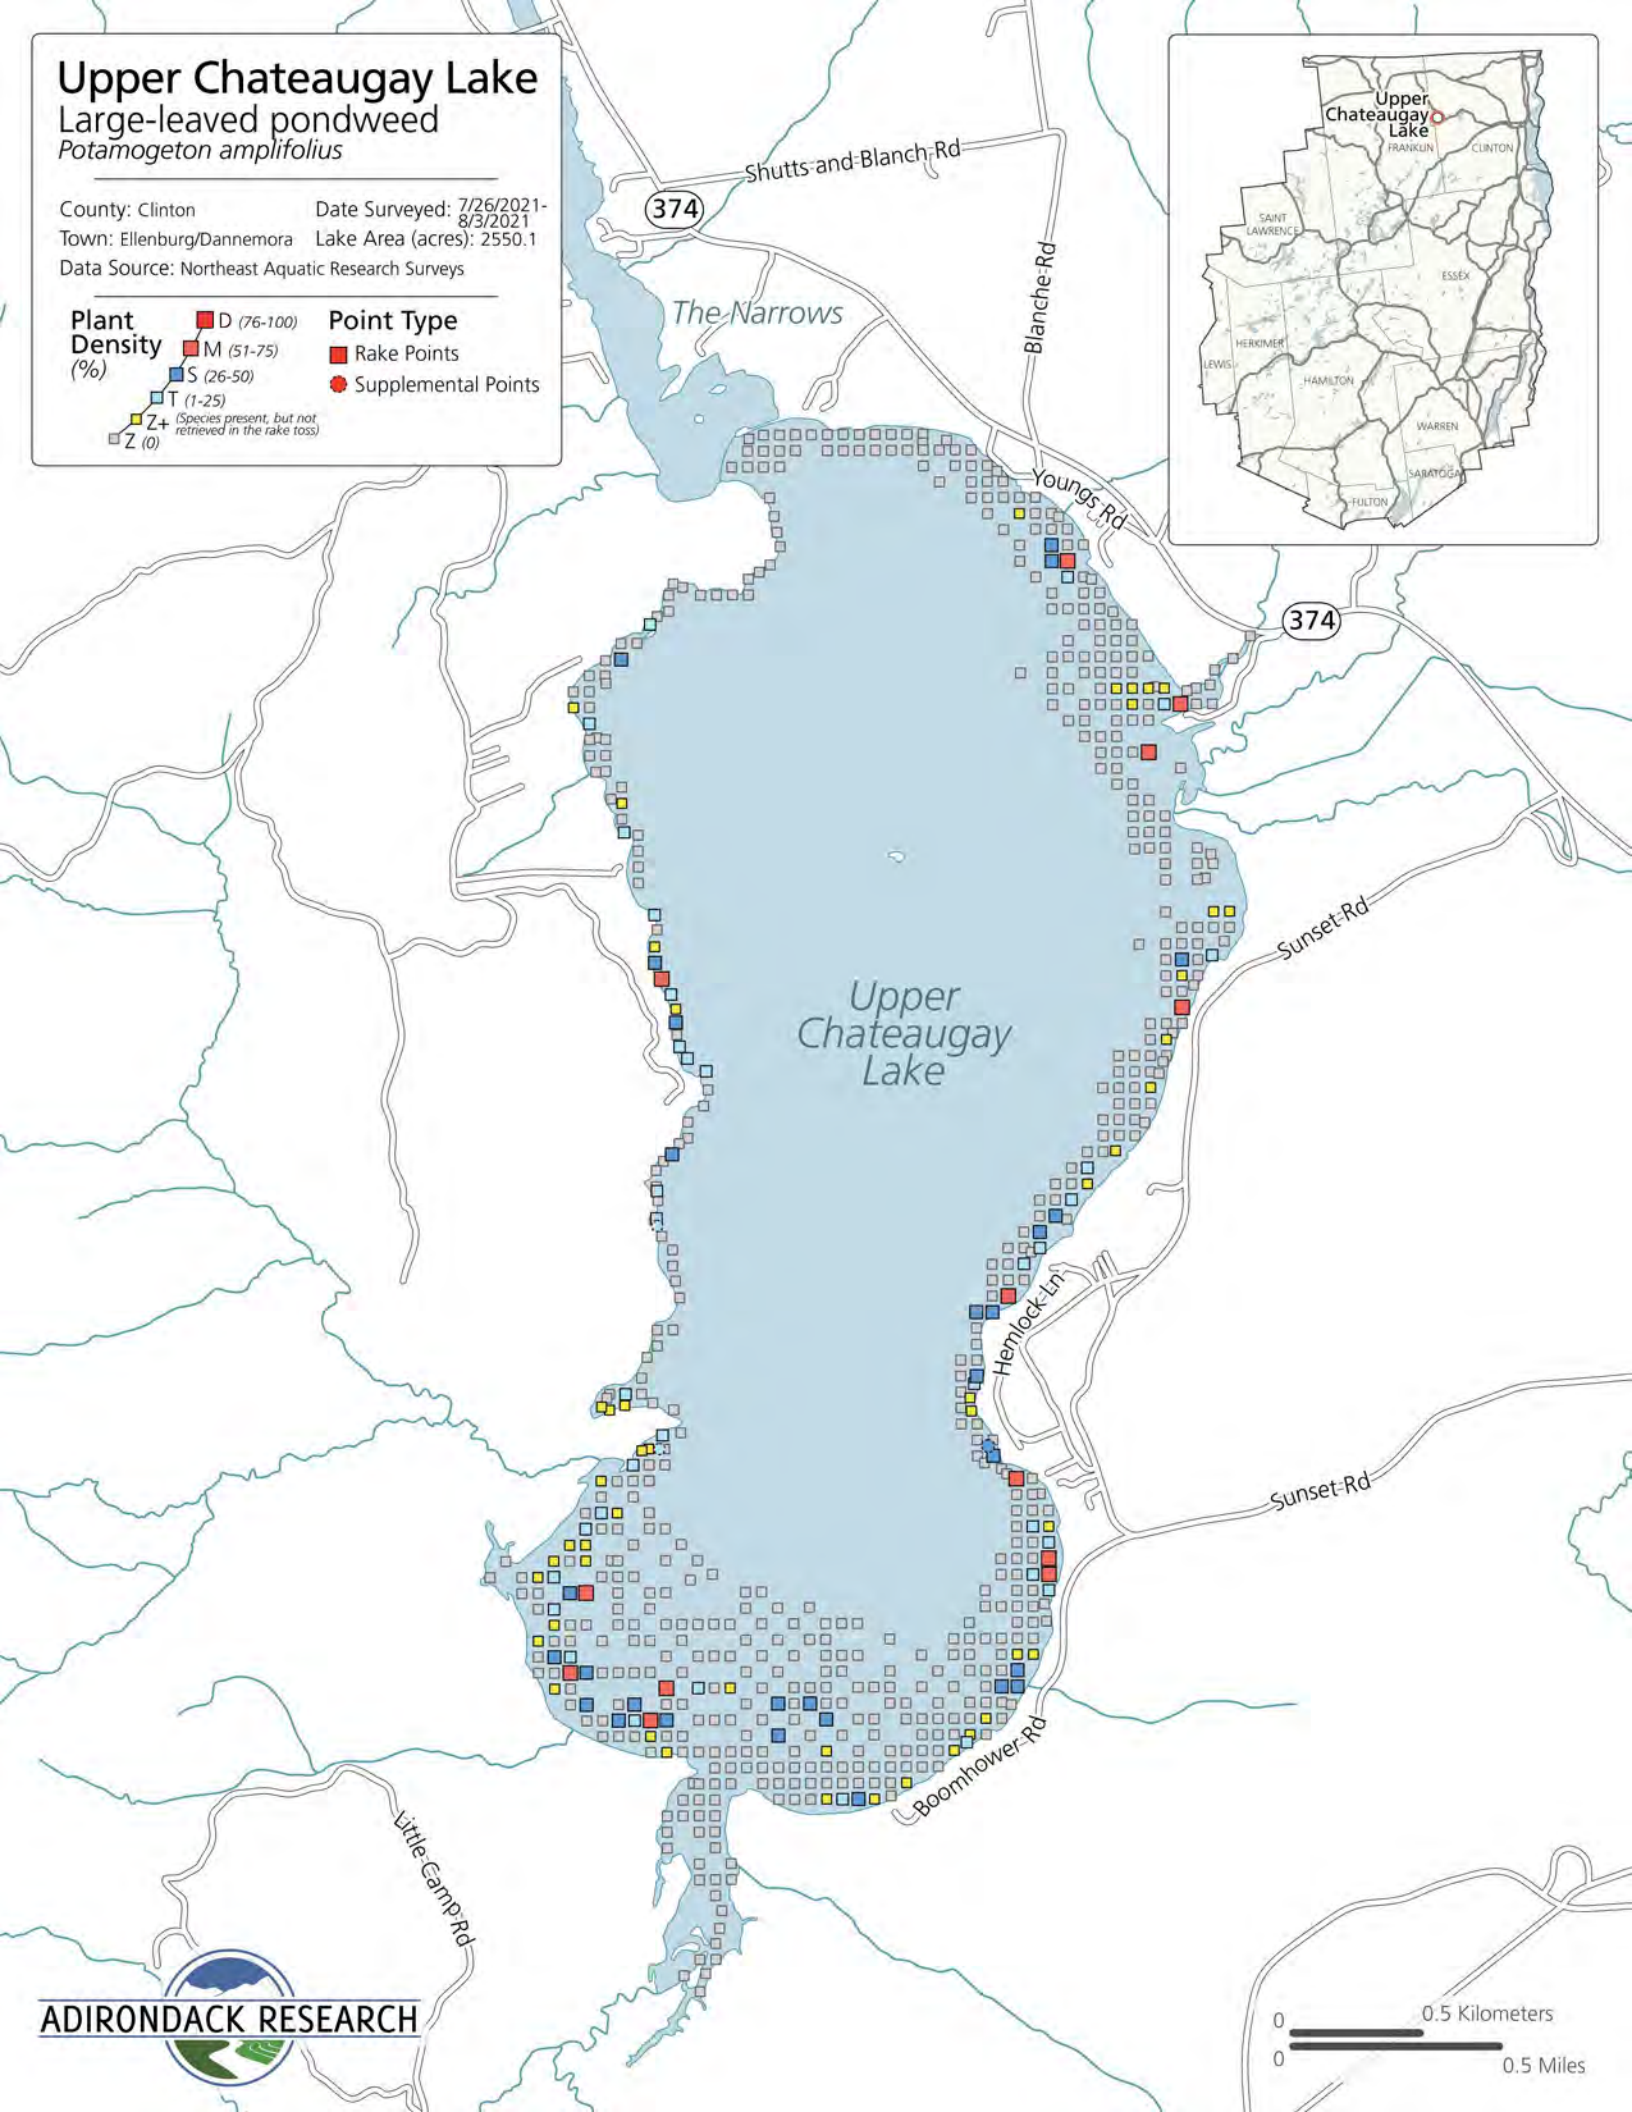 Upper Chateaugay Lake
Large-leaved pondweed
Potamogeton amplifolius
County: Clinton
Date Surveyed: 7/26/2021-
8/3/2021
Town: Ellenburg/Dannemora
Lake Area (acres): 2550.1
Data Source: Northeast Aquatic Research Surveys
Plant
Density
(%)
D (76-100)
M (51-75)
S (26-50)
T (1-25)
Z+ (Species present, but not
retrieved in the rake toss)
Z (0)
Point Type
Rake Points
Supplemental Points
Upper
Chateaugay
Lake
FRANKLIN
CLINTON
SAINT
LAWRENCE
ESSEX
HERKIMER
LEWIS
HAMILTON
WARREN
SARATOGA
FULTON
Shutts-and-Blanch-Rd
374
The Narrows
Blanche-Rd
Youngs Rd
374
Sunset-Rd
Upper
Chateaugay
Lake
Hemlock-Ln
Sunset-Rd
Boomhower-Rd
Little-Camp-Rd
ADIRONDACK RESEARCH
0
0.5 Kilometers
0
0.5 Miles